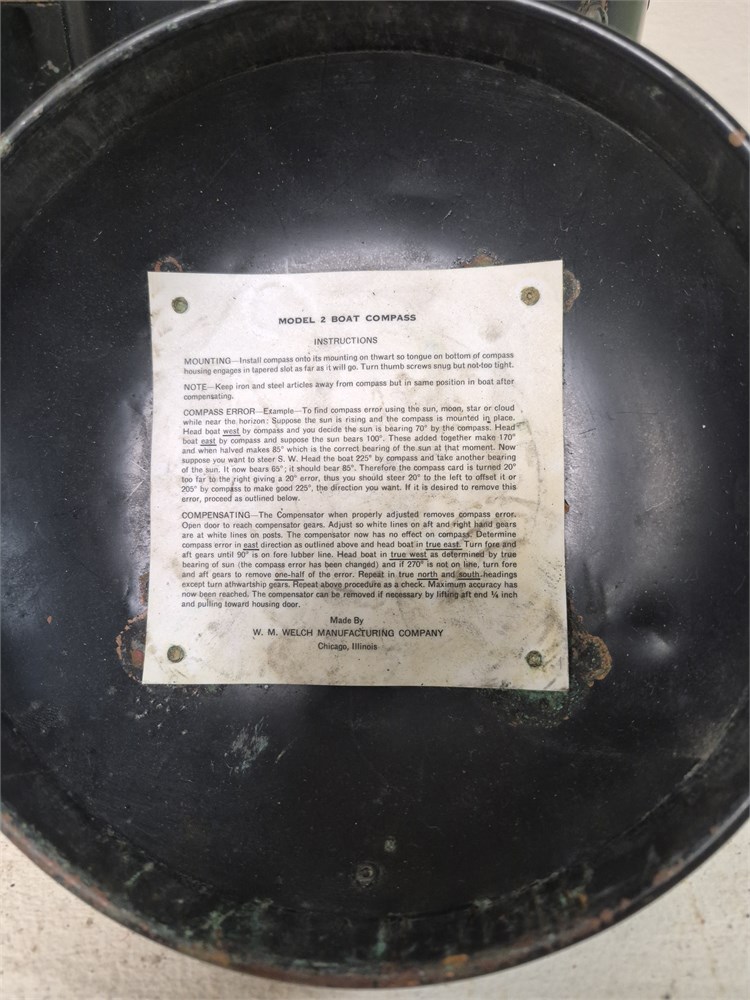 MODEL 2 BOAT COMPASS
INSTRUCTIONS
MOUNTING—Install compass onto its mounting on thwart so tongue on bottom of compass
housing engages in tapered slot as far as it will go. Turn thumb screws snug but not too tight.
NOTE—Keep iron and steel articles away from compass but in same position in boat after
compensating.
COMPASS ERROR—Example—To find compass error using the sun, moon, star or cloud
while near the horizon: Suppose the sun is rising and the compass is mounted in place.
Head boat west by compass and you decide the sun is bearing 70° by the compass. Head
boat east by compass and suppose the sun bears 100°. These added together make 170°
and when halved makes 85° which is the correct bearing of the sun at that moment. Now
suppose you want to steer S. W. Head the boat 225° by compass and take another bearing
of the sun. It now bears 65°; it should bear 85°. Therefore the compass card is turned 20°
too far to the right giving a 20° error, thus you should steer 20° to the left to offset it or
205° by compass to make good 225°, the direction you want. If it is desired to remove this
error, proceed as outlined below.
COMPENSATING—The Compensator when properly adjusted removes compass error.
Open door to reach compensator gears. Adjust so white lines on aft and right hand gears
are at white lines on posts. The compensator now has no effect on compass. Determine
compass error in east direction as outlined above and head boat in true east. Turn fore and
aft gears until 90° is on fore lubber line. Head boat in true west as determined by true
bearing of sun (the compass error has been changed) and if 270° is not on line, turn fore
and aft gears to remove one-half of the error. Repeat in true north and south headings
except turn athwartship gears. Repeat above procedure as a check. Maximum accuracy has
now been reached. The compensator can be removed if necessary by lifting aft end ¼ inch
and pulling toward housing door.
Made By
W. M. WELCH MANUFACTURING COMPANY
Chicago, Illinois